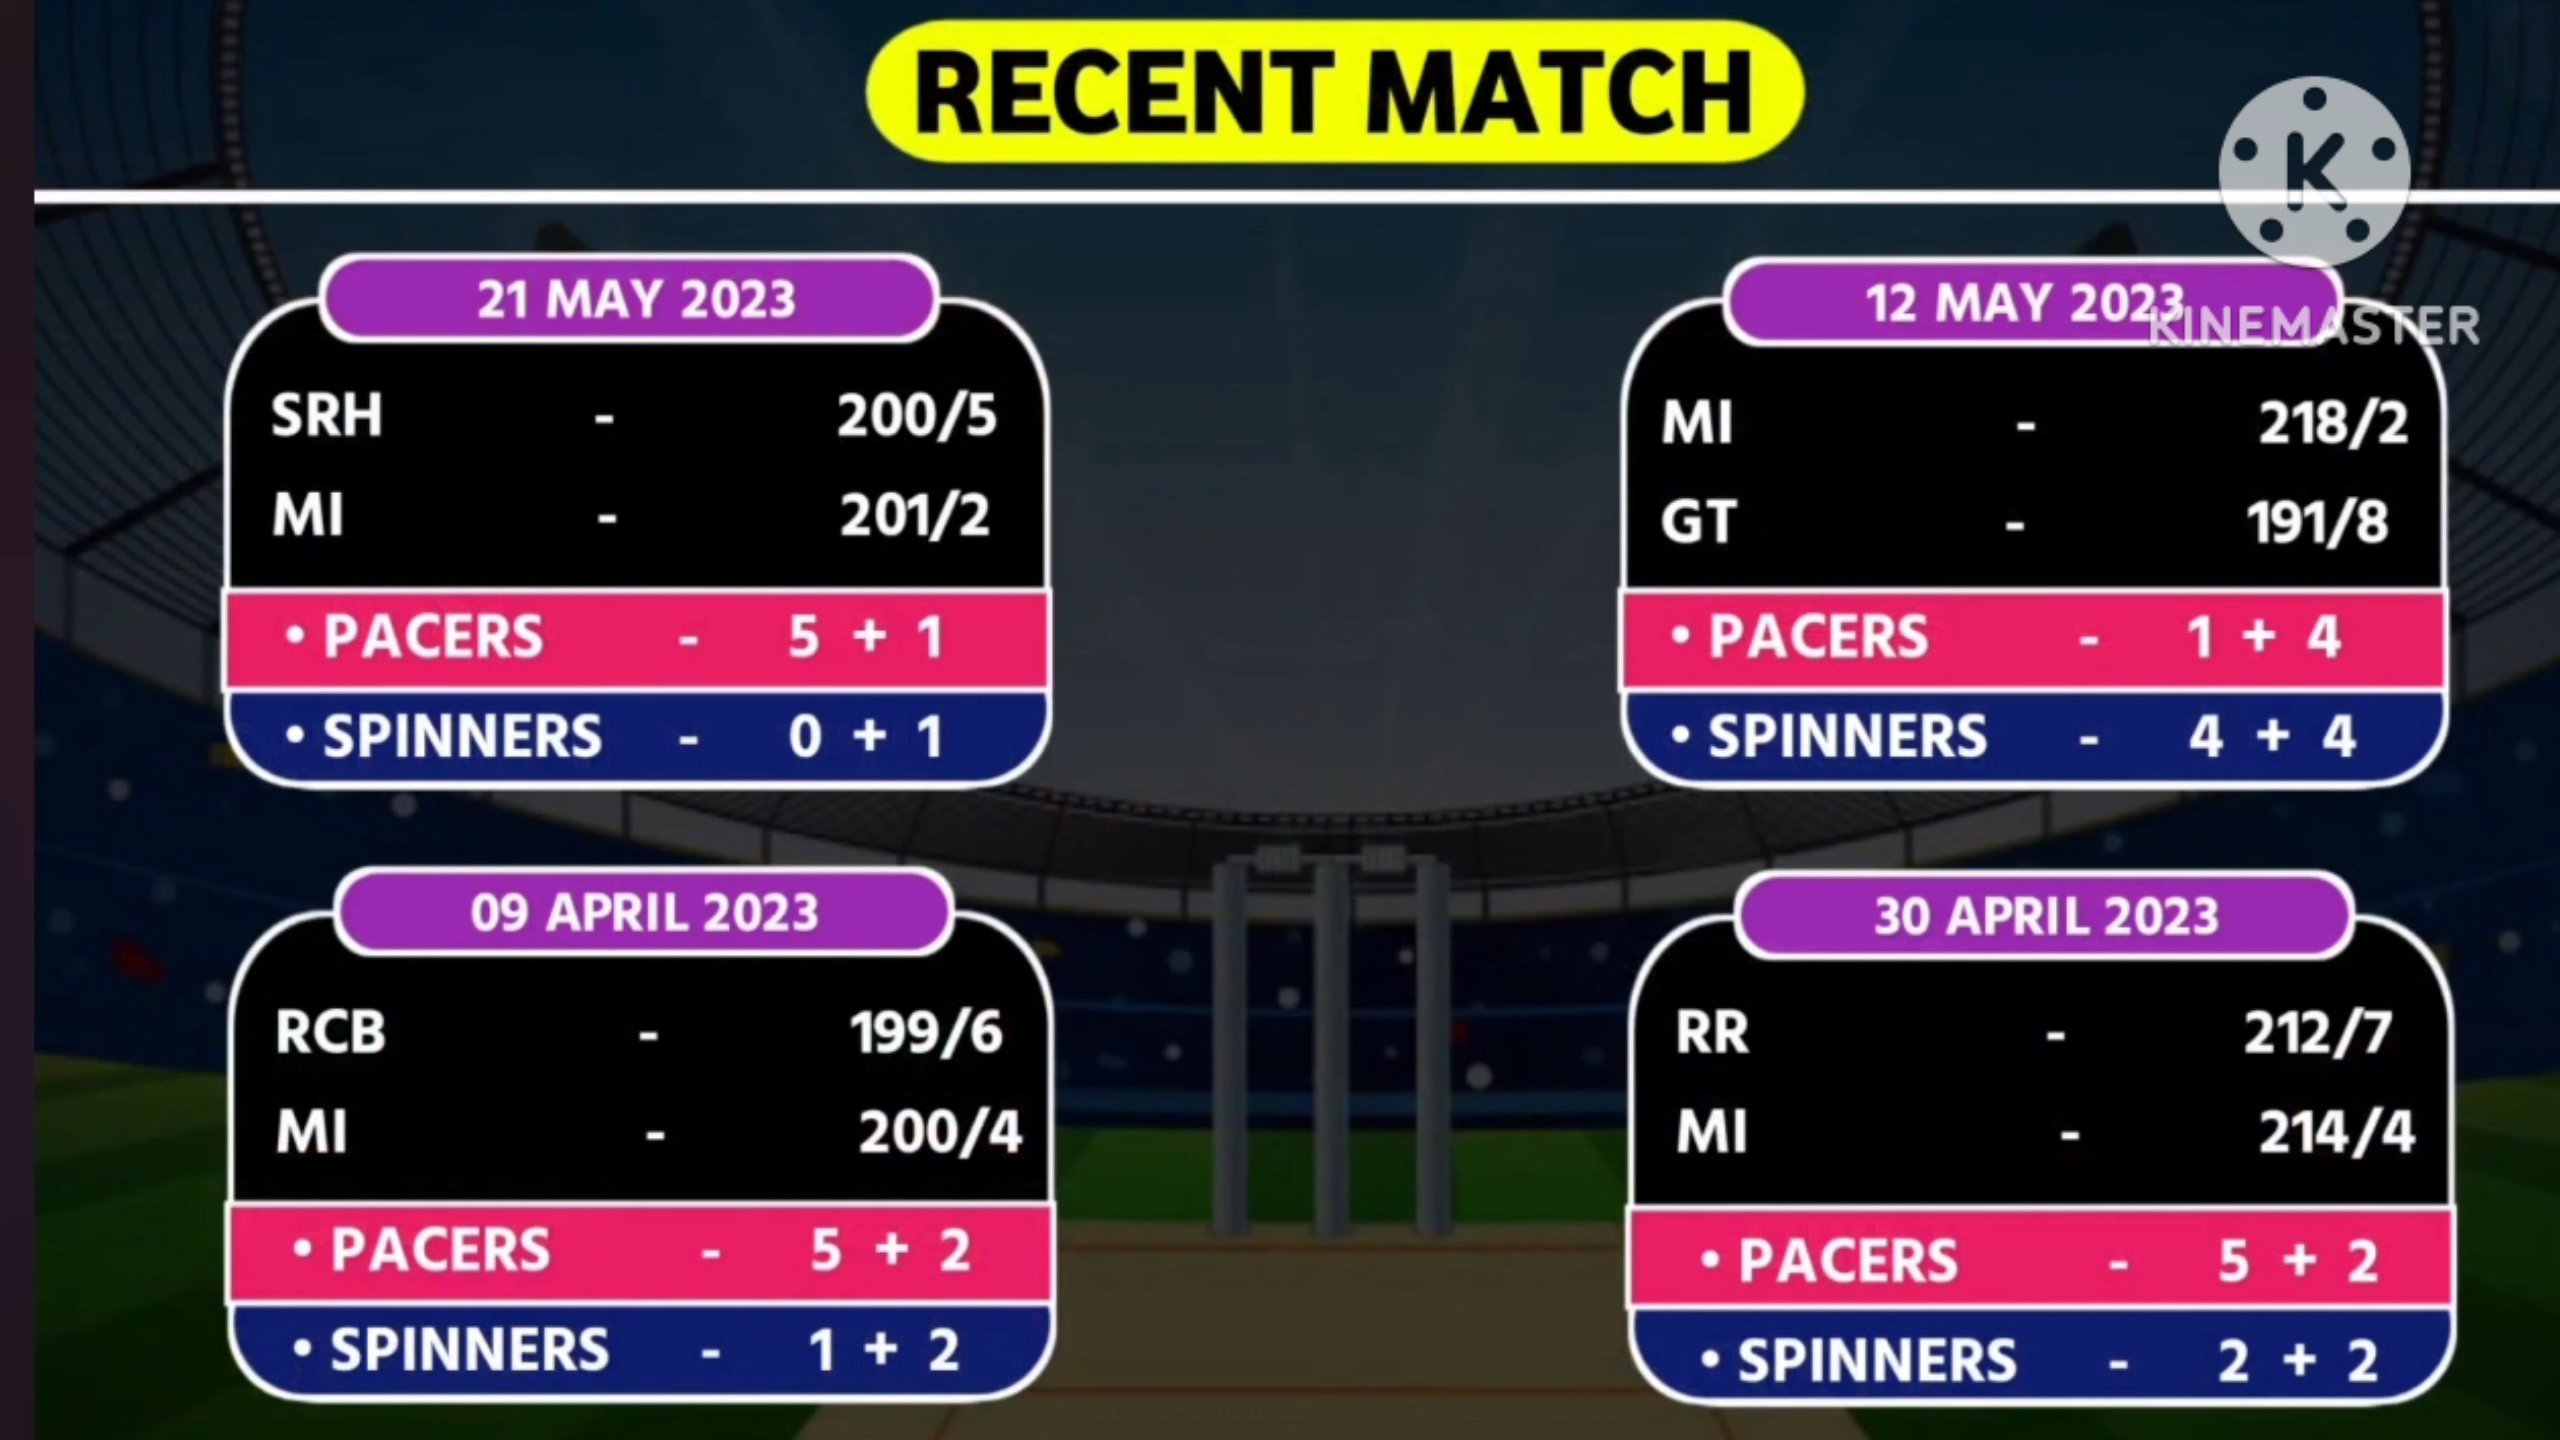 RECENT MATCH
K
KINEMASTER
21 MAY 2023
SRH - 200/5
MI - 201/2
• PACERS - 5 + 1
• SPINNERS - 0 + 1
12 MAY 2023
MI - 218/2
GT - 191/8
• PACERS - 1 + 4
• SPINNERS - 4 + 4
09 APRIL 2023
RCB - 199/6
MI - 200/4
• PACERS - 5 + 2
• SPINNERS - 1 + 2
30 APRIL 2023
RR - 212/7
MI - 214/4
• PACERS - 5 + 2
• SPINNERS - 2 + 2